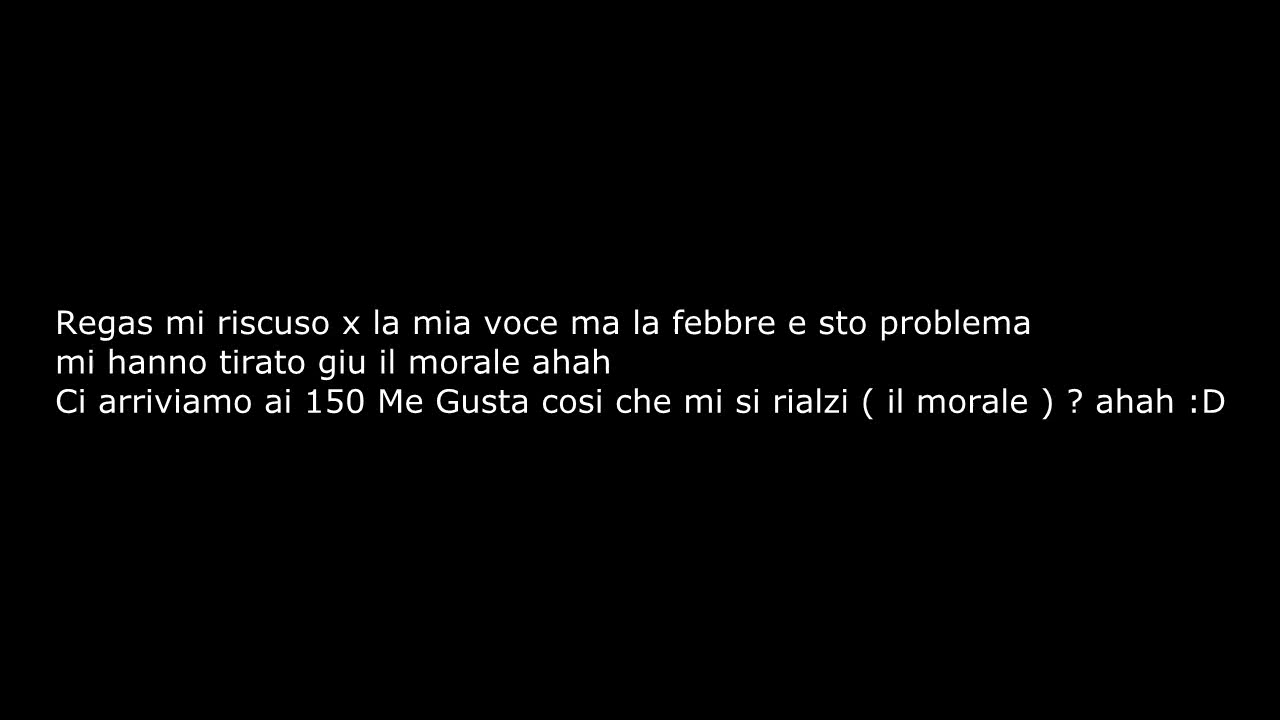 Regas mi riscuso x la mia voce ma la febbre e sto problema
mi hanno tirato giu il morale ahah
Ci arriviamo ai 150 Me Gusta cosi che mi si rialzi ( il morale ) ? ahah :D